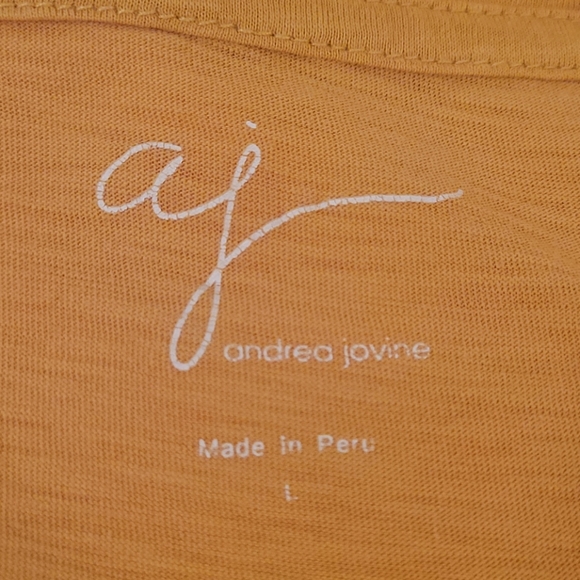 aj
andrea jovine
Made in Peru
L